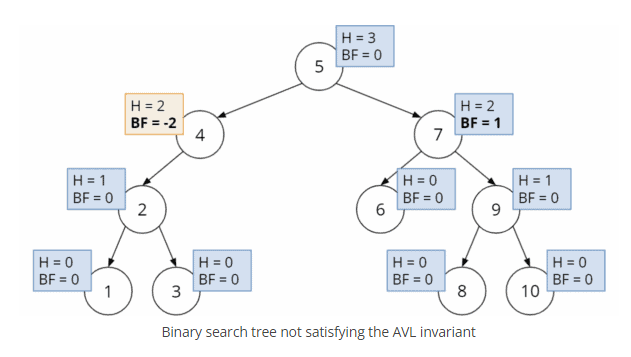 H = 3
BF = 0
5
H = 2
BF = -2
4
H = 2
BF = 1
7
H = 1
BF = 0
2
H = 0
BF = 0
6
H = 1
BF = 0
9
H = 0
BF = 0
1
H = 0
BF = 0
3
H = 0
BF = 0
8
H = 0
BF = 0
10
Binary search tree not satisfying the AVL invariant